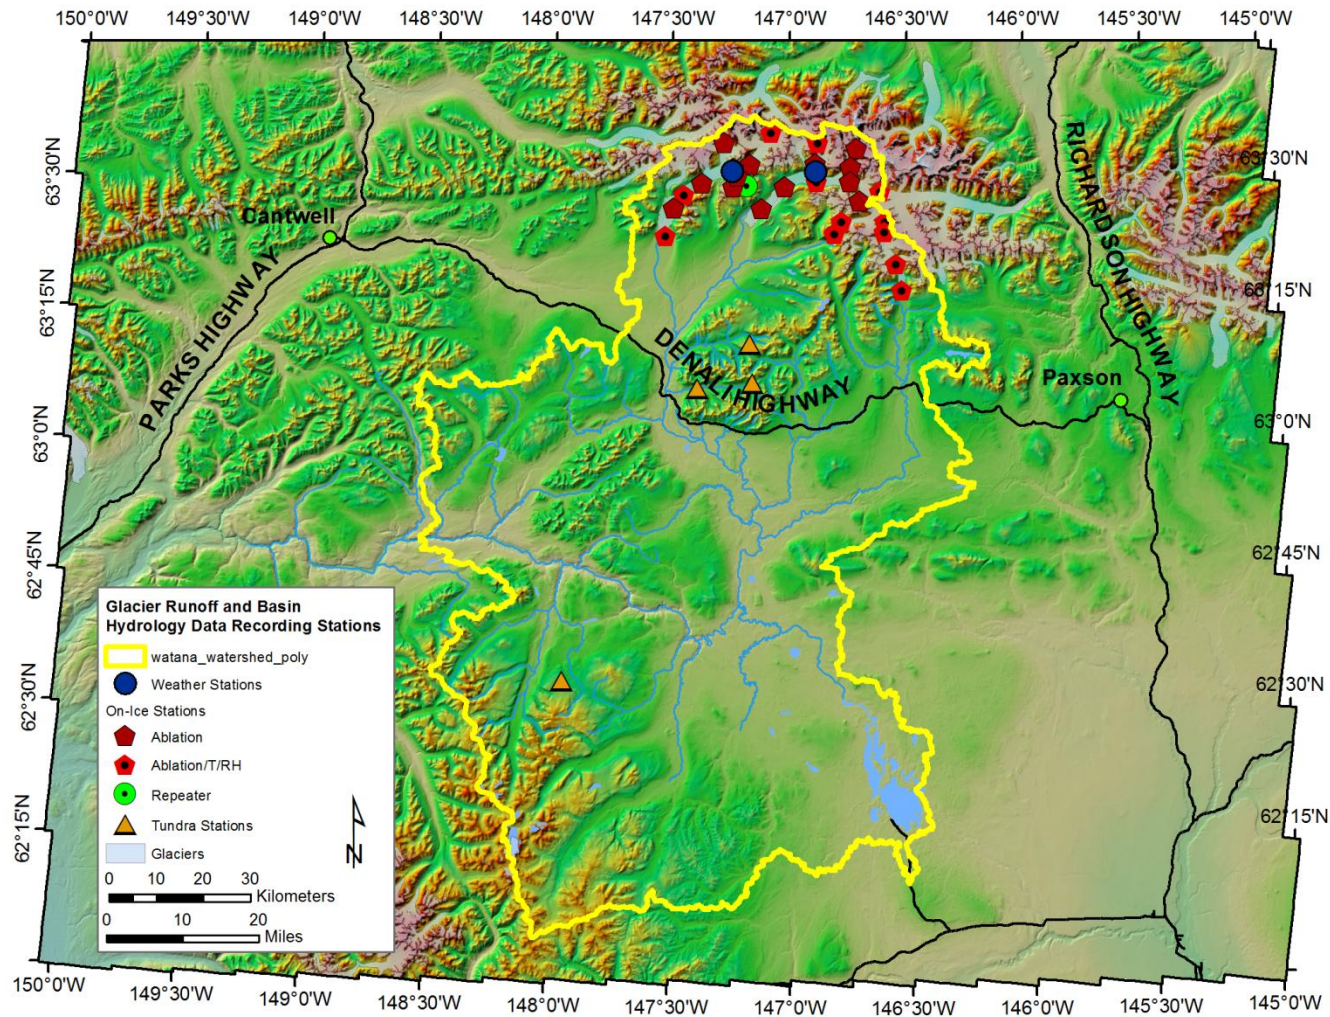 150°0'0"W
149°30'W
149°0'W
148°30'W
148°0'W
147°30'W
147°0'W
146°30'W
146°0'W
145°30'W
145°0'W
63°30'N
63°30'N
Cantwell
RICHARDSON HIGHWAY
PARKS HIGHWAY
63°15'N
63°15'N
DENALI HIGHWAY
Paxson
63°0'N
63°0'N
62°45'N
62°45'N
Glacier Runoff and Basin
Hydrology Data Recording Stations
watana_watershed_poly
Weather Stations
On-Ice Stations
Ablation
Ablation/T/RH
Repeater
Tundra Stations
Glaciers
0 10 20 30
Kilometers
0 10 20
Miles
N
62°30'N
62°30'N
62°15'N
62°15'N
150°0'W
149°30'W
149°0'W
148°30'W
148°0'W
147°30'W
147°0'W
146°30'W
146°0'W
145°30'W
145°0'W